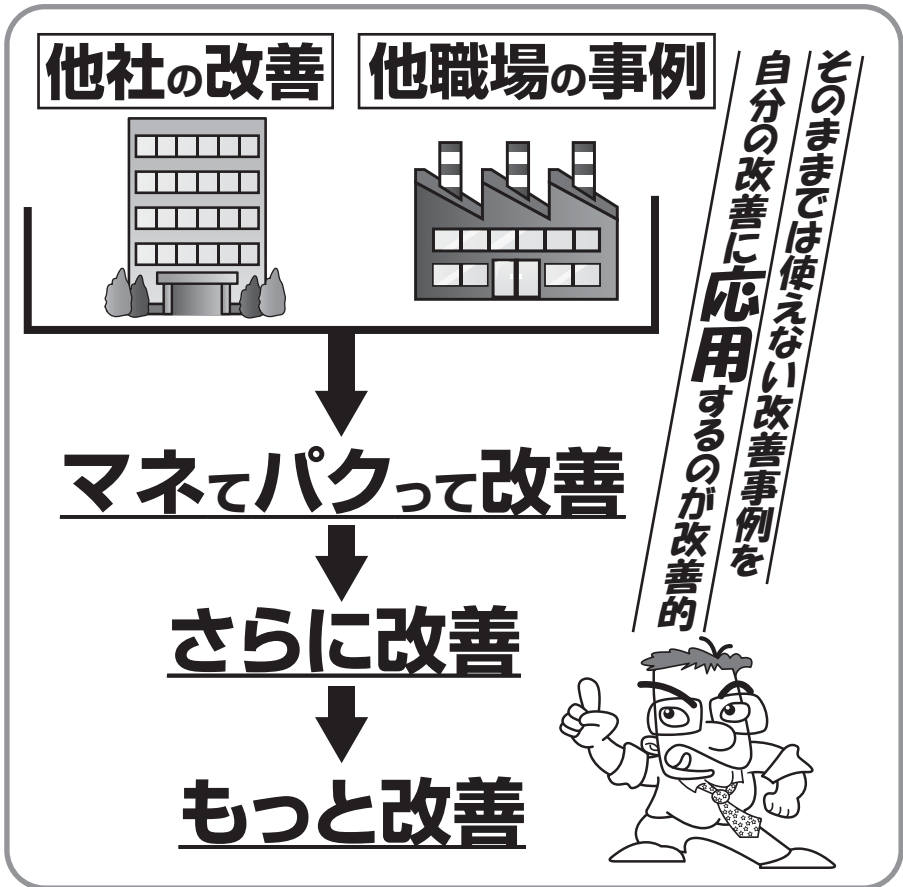 他社の改善
他職場の事例
そのままでは使えない改善事例を
自分の改善に応用するのが改善的
マネてパクって改善
さらに改善
もっと改善